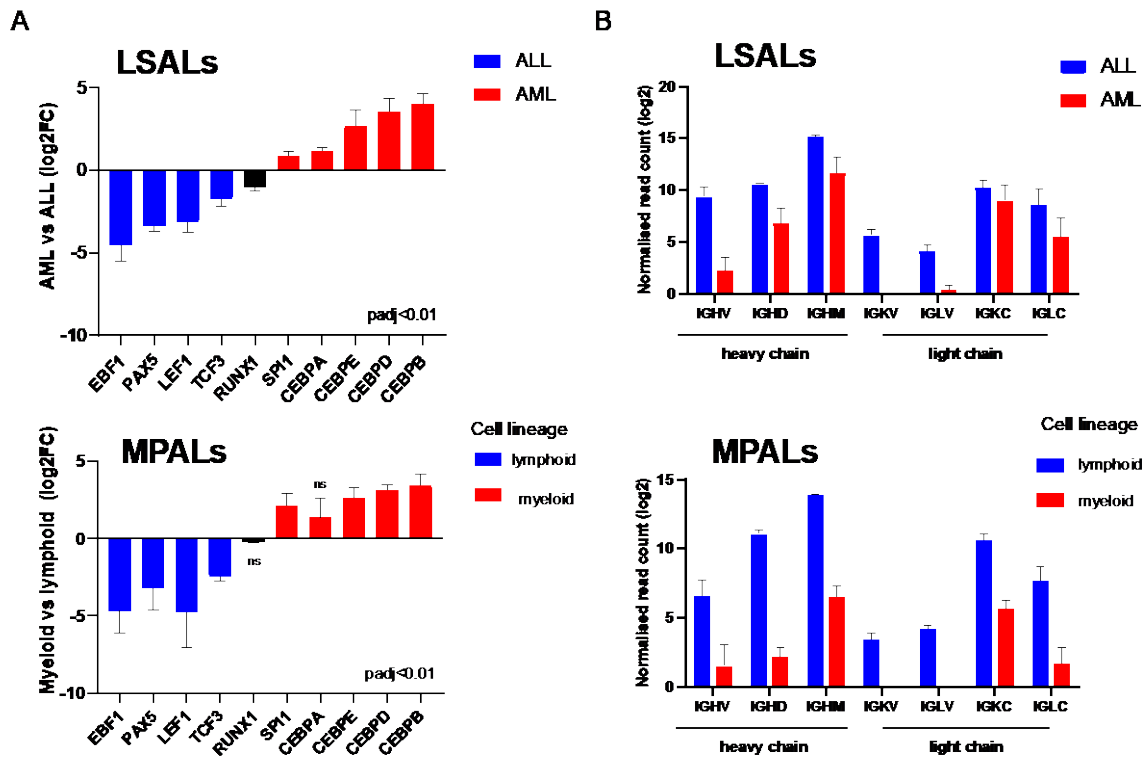 A
LSALs
ALL
AML
AML vs ALL (log2FC)
5
0
-5
-10
padj<0.01
EBF1
PAX5
LEF1
TCF3
RUNX1
SPI1
CEBPA
CEBPE
CEBPD
CEBPB
MPALs
Cell lineage
lymphoid
myeloid
Myeloid vs lymphoid (log2FC)
5
0
-5
-10
ns
ns
padj<0.01
EBF1
PAX5
LEF1
TCF3
RUNX1
SPI1
CEBPA
CEBPE
CEBPD
CEBPB
B
LSALs
ALL
AML
Normalised read count (log2)
20
15
10
5
0
IGHV IGHD IGHM IGKV IGLV IGKC IGLC
heavy chain light chain
MPALs
Cell lineage
lymphoid
myeloid
Normalised read count (log2)
15
10
5
0
IGHV IGHD IGHM IGKV IGLV IGKC IGLC
heavy chain light chain